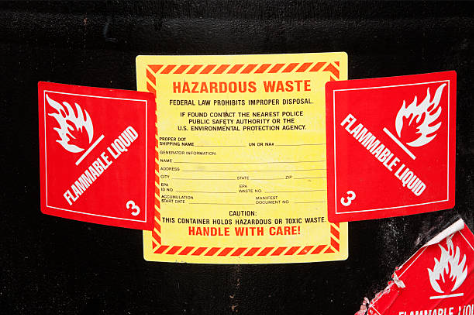 HAZARDOUS WASTE
FEDERAL LAW PROHIBITS IMPROPER DISPOSAL.
IF FOUND CONTACT THE NEAREST POLICE
PUBLIC SAFETY AUTHORITY OR THE
U.S. ENVIRONMENTAL PROTECTION AGENCY.
PROPER DOT
SHIPPING NAME UN OR NA#
GENERATOR INFORMATION:
NAME
ADDRESS
CITY STATE ZIP
EPA EPA
ID NO. WASTE NO.
ACCUMULATION MANIFEST
START DATE DOCUMENT NO.
CAUTION:
THIS CONTAINER HOLDS HAZARDOUS OR TOXIC WASTE.
HANDLE WITH CARE!
FLAMMABLE LIQUID
3
FLAMMABLE LIQUID
3
FLAMMABLE LIQU